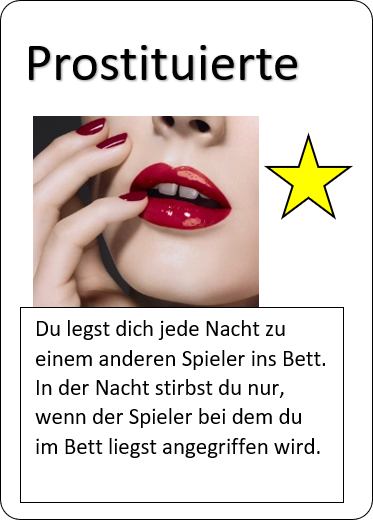 Prostituierte
Du legst dich jede Nacht zu
einem anderen Spieler ins Bett.
In der Nacht stirbst du nur,
wenn der Spieler bei dem du
im Bett liegst angegriffen wird.